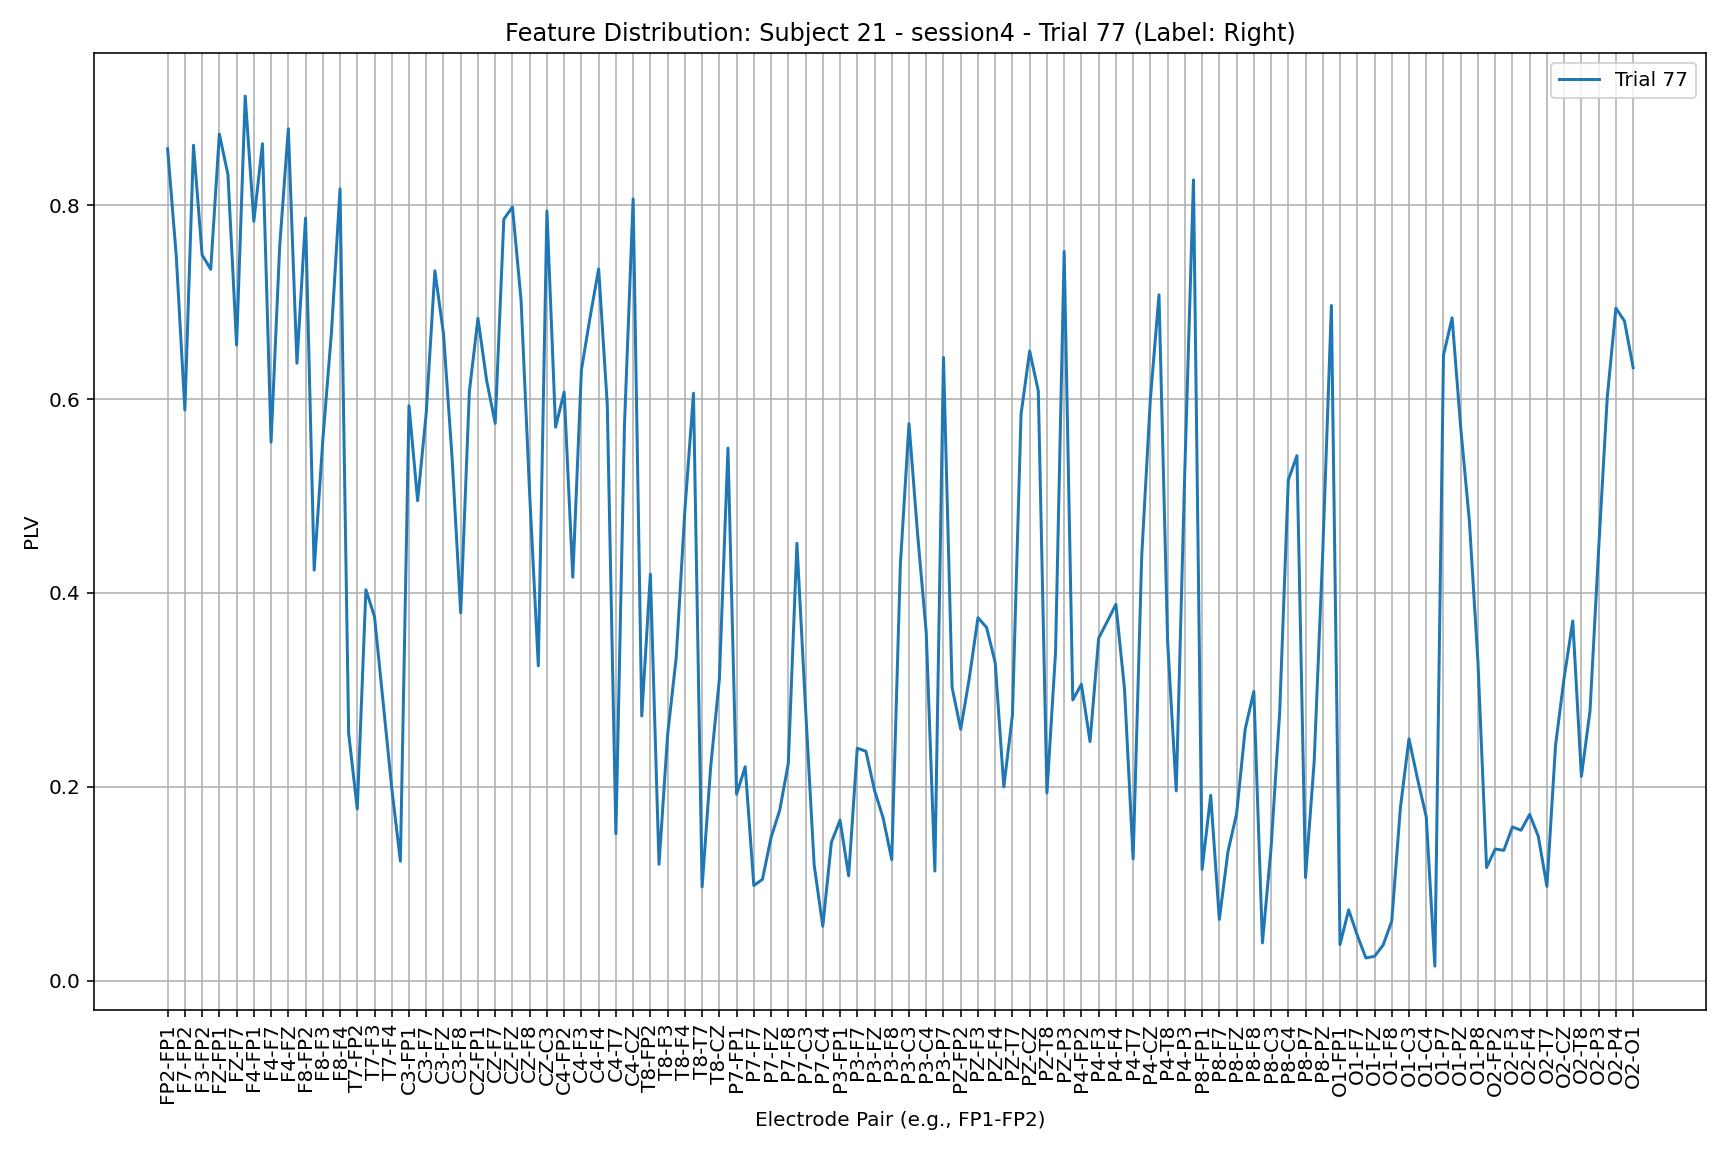 Feature Distribution: Subject 21 - session4 - Trial 77 (Label: Right)
Trial 77
PLV
0.8
0.6
0.4
0.2
0.0
FP2-FP1
F7-FP2
F3-FP2
FZ-FP1
FZ-F7
F4-FP1
F4-F7
F4-FZ
F8-FP2
F8-F3
F8-F4
T7-FP2
T7-F3
T7-F4
C3-FP1
C3-F7
C3-FZ
C3-F8
CZ-FP1
CZ-F7
CZ-FZ
CZ-F8
CZ-C3
C4-FP2
C4-F3
C4-F4
C4-T7
C4-CZ
T8-FP2
T8-F3
T8-F4
T8-T7
T8-CZ
P7-FP1
P7-F7
P7-FZ
P7-F8
P7-C3
P7-C4
P3-FP1
P3-F7
P3-FZ
P3-F8
P3-C3
P3-C4
P3-P7
PZ-FP2
PZ-F3
PZ-F4
PZ-T7
PZ-CZ
PZ-T8
PZ-P3
P4-FP2
P4-F3
P4-F4
P4-T7
P4-CZ
P4-T8
P4-P3
P8-FP1
P8-F7
P8-FZ
P8-F8
P8-C3
P8-C4
P8-P7
P8-PZ
O1-FP1
O1-F7
O1-FZ
O1-F8
O1-C3
O1-C4
O1-P7
O1-PZ
O1-P8
O2-FP2
O2-F3
O2-F4
O2-T7
O2-CZ
O2-T8
O2-P3
O2-P4
O2-O1
Electrode Pair (e.g., FP1-FP2)